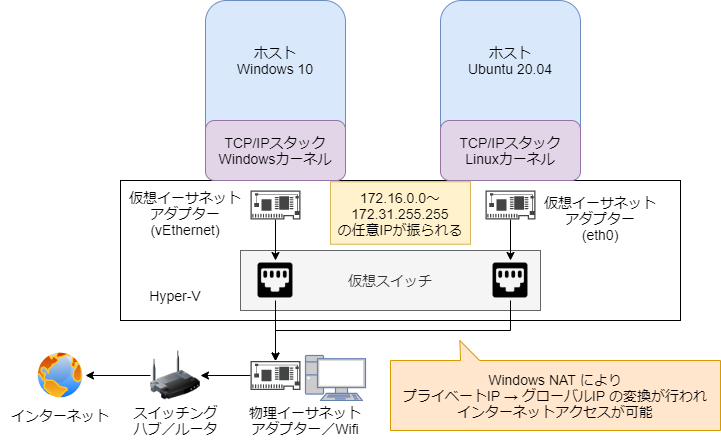 ホスト
Windows 10
ホスト
Ubuntu 20.04
TCP/IPスタック
Windowsカーネル
TCP/IPスタック
Linuxカーネル
仮想イーサネット
アダプター
(vEthernet)
172.16.0.0～
172.31.255.255
の任意IPが振られる
仮想イーサネット
アダプター
(eth0)
仮想スイッチ
Hyper-V
インターネット
スイッチング
ハブ／ルータ
物理イーサネット
アダプター／Wifi
Windows NAT により
プライベートIP → グローバルIP の変換が行われ
インターネットアクセスが可能